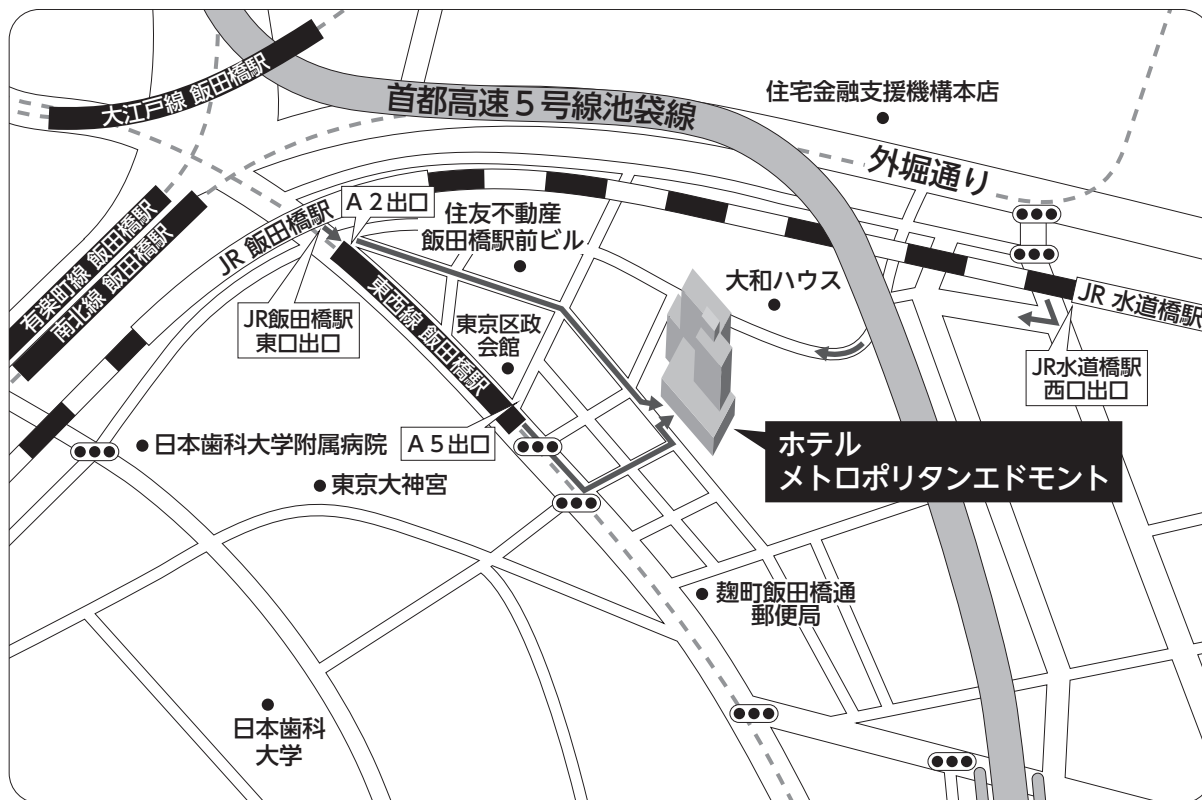 大江戸線 飯田橋駅
首都高速5号線池袋線
住宅金融支援機構本店
外堀通り
有楽町線 飯田橋駅
南北線 飯田橋駅
JR 飯田橋駅
A2出口
住友不動産
飯田橋駅前ビル
大和ハウス
JR 水道橋駅
JR飯田橋駅
東口出口
東西線 飯田橋駅
東京区政
会館
JR水道橋駅
西口出口
日本歯科大学附属病院
A5出口
ホテル
メトロポリタンエドモント
東京大神宮
麹町飯田橋通
郵便局
日本歯科
大学